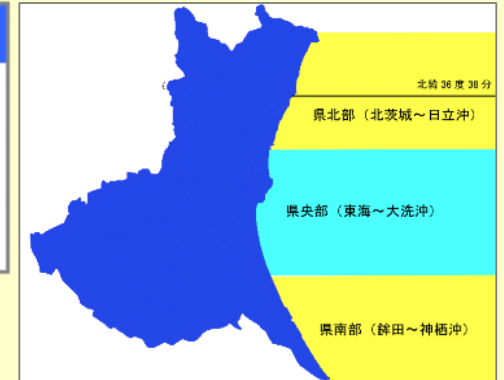 北緯36度38分
県北部（北茨城～日立沖）
県央部（東海～大洗沖）
県南部（鉾田～神栖沖）